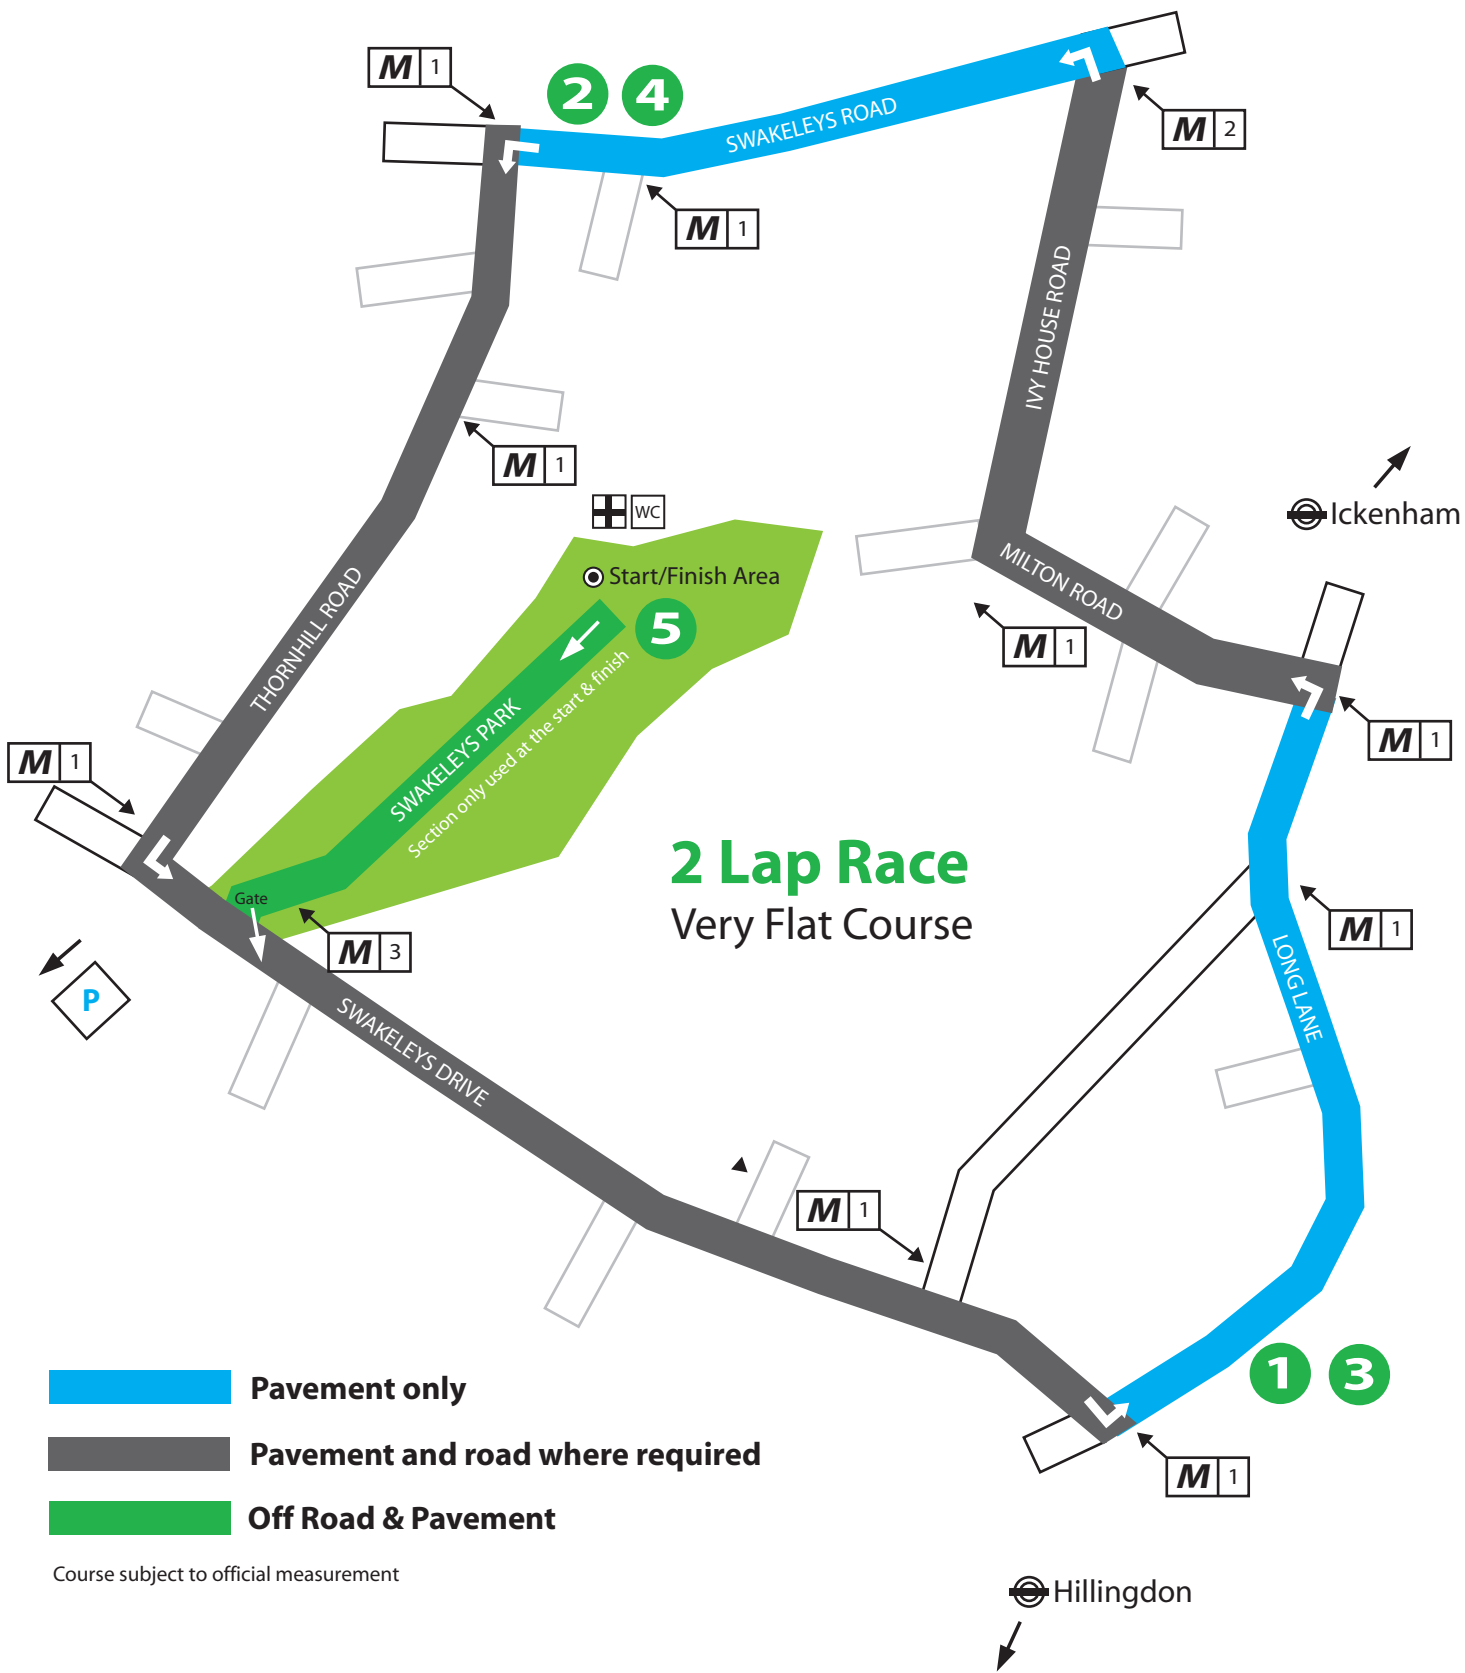 M 1
2 4
SWAKELEYS ROAD
M 2
M 1
IVY HOUSE ROAD
M 1
WC
Ickenham
Start/Finish Area
MILTON ROAD
THORNHILL ROAD
5
M 1
SWAKELEYS PARK
Section only used at the start & finish
M 1
M 1
2 Lap Race
Very Flat Course
Gate
M 3
M 1
LONG LANE
P
SWAKELEYS DRIVE
M 1
1 3
Pavement only
Pavement and road where required
M 1
Off Road & Pavement
Course subject to official measurement
Hillingdon